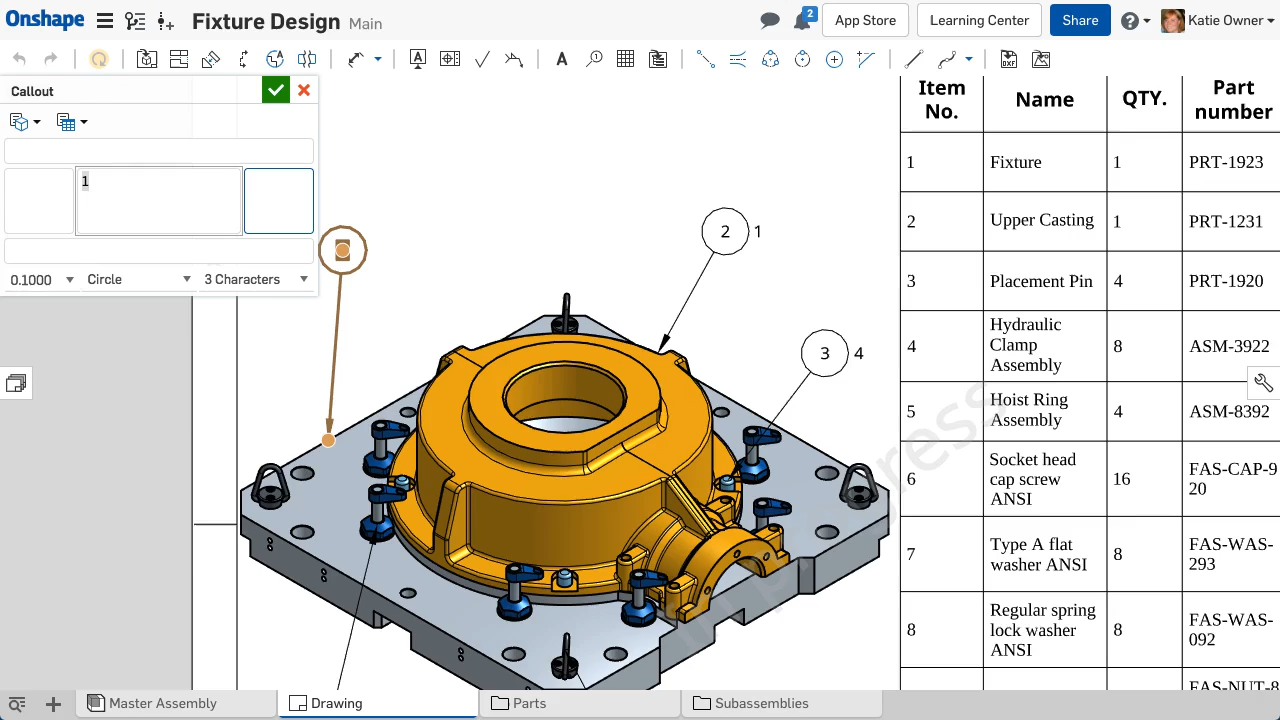 Onshape Fixture Design Main 2 App Store Learning Center Share Katie Owner
Callout
1
0.1000 Circle 3 Characters
2 1
3 4
Item No. Name QTY. Part number
1 Fixture 1 PRT-1923
2 Upper Casting 1 PRT-1231
3 Placement Pin 4 PRT-1920
4 Hydraulic Clamp Assembly 8 ASM-3922
5 Hoist Ring Assembly 4 ASM-8392
6 Socket head cap screw ANSI 16 FAS-CAP-920
7 Type A flat washer ANSI 8 FAS-WAS-293
8 Regular spring lock washer ANSI 8 FAS-WAS-092
FAS-NUT-8
Master Assembly Drawing Parts Subassemblies